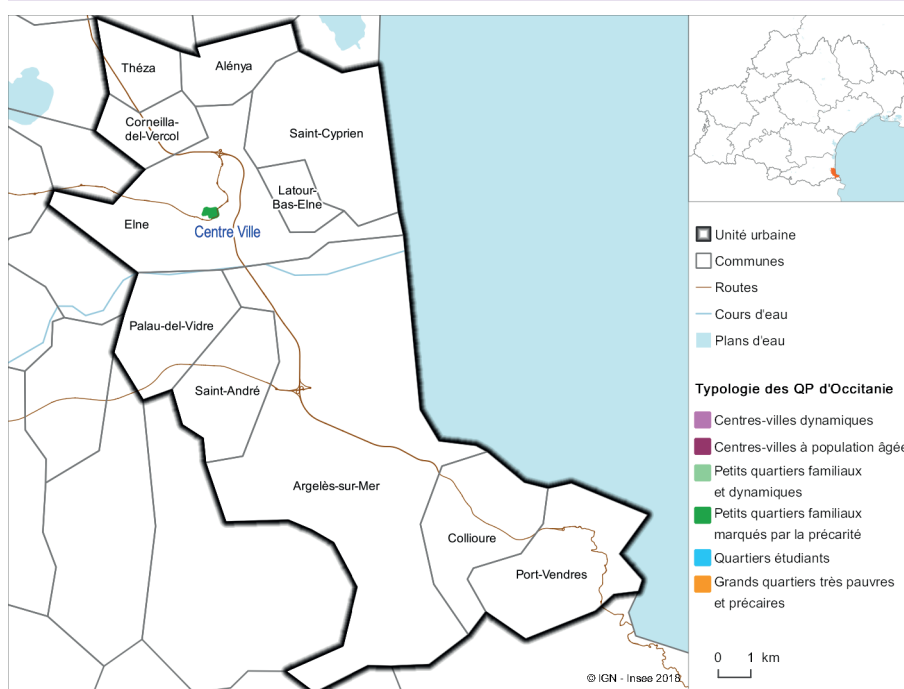 Théza
Alénya
Corneilla-
del-Vercol
Saint-Cyprien
Latour-
Bas-Elne
Elne
Centre Ville
Palau-del-Vidre
Saint-André
Argelès-sur-Mer
Collioure
Port-Vendres
© IGN - Insee 2018
Unité urbaine
Communes
Routes
Cours d'eau
Plans d'eau
Typologie des QP d'Occitanie
Centres-villes dynamiques
Centres-villes à population âgée
Petits quartiers familiaux
et dynamiques
Petits quartiers familiaux
marqués par la précarité
Quartiers étudiants
Grands quartiers très pauvres
et précaires
0 1 km